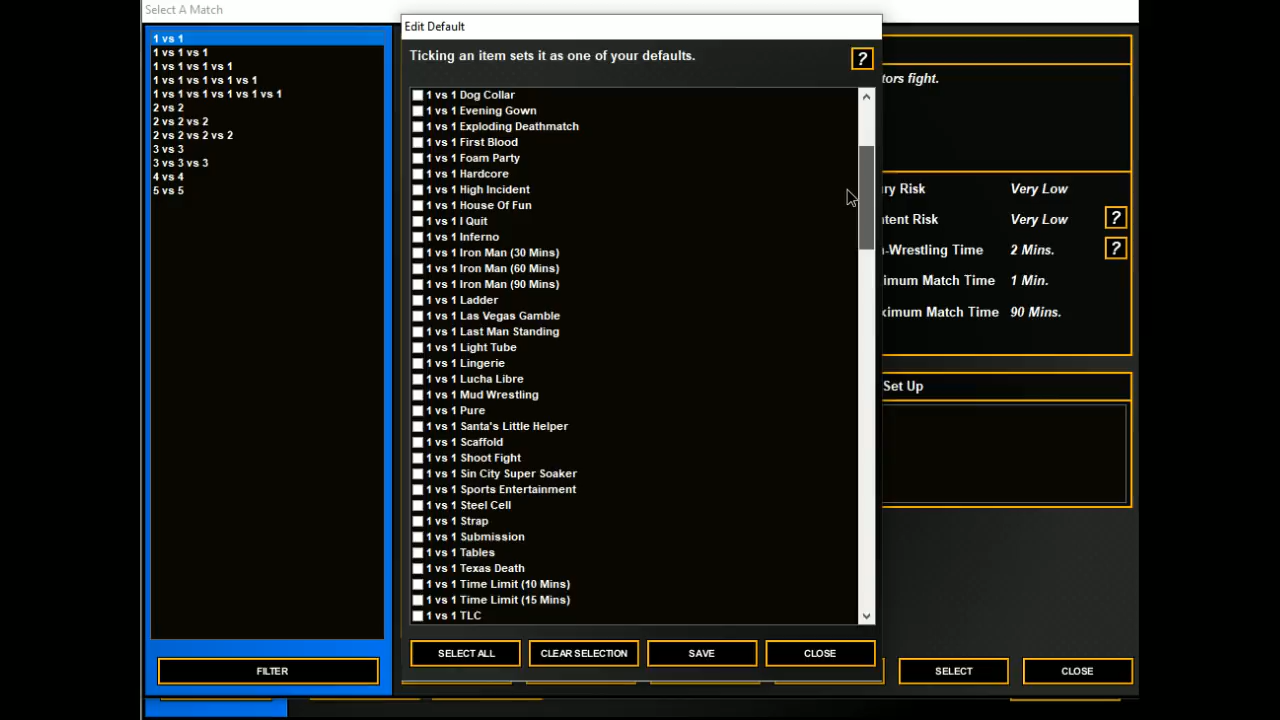 Select A Match
1 vs 1
1 vs 1 vs 1
1 vs 1 vs 1 vs 1
1 vs 1 vs 1 vs 1 vs 1
1 vs 1 vs 1 vs 1 vs 1 vs 1
2 vs 2
2 vs 2 vs 2
2 vs 2 vs 2 vs 2
3 vs 3
3 vs 3 vs 3
4 vs 4
5 vs 5
FILTER
Edit Default
Ticking an item sets it as one of your defaults.
?
1 vs 1 Dog Collar
1 vs 1 Evening Gown
1 vs 1 Exploding Deathmatch
1 vs 1 First Blood
1 vs 1 Foam Party
1 vs 1 Hardcore
1 vs 1 High Incident
1 vs 1 House Of Fun
1 vs 1 I Quit
1 vs 1 Inferno
1 vs 1 Iron Man (30 Mins)
1 vs 1 Iron Man (60 Mins)
1 vs 1 Iron Man (90 Mins)
1 vs 1 Ladder
1 vs 1 Las Vegas Gamble
1 vs 1 Last Man Standing
1 vs 1 Light Tube
1 vs 1 Lingerie
1 vs 1 Lucha Libre
1 vs 1 Mud Wrestling
1 vs 1 Pure
1 vs 1 Santa's Little Helper
1 vs 1 Scaffold
1 vs 1 Shoot Fight
1 vs 1 Sin City Super Soaker
1 vs 1 Sports Entertainment
1 vs 1 Steel Cell
1 vs 1 Strap
1 vs 1 Submission
1 vs 1 Tables
1 vs 1 Texas Death
1 vs 1 Time Limit (10 Mins)
1 vs 1 Time Limit (15 Mins)
1 vs 1 TLC
SELECT ALL
CLEAR SELECTION
SAVE
CLOSE
tors fight.
ry Risk Very Low
tent Risk Very Low ?
-Wrestling Time 2 Mins. ?
imum Match Time 1 Min.
kimum Match Time 90 Mins.
Set Up
SELECT
CLOSE